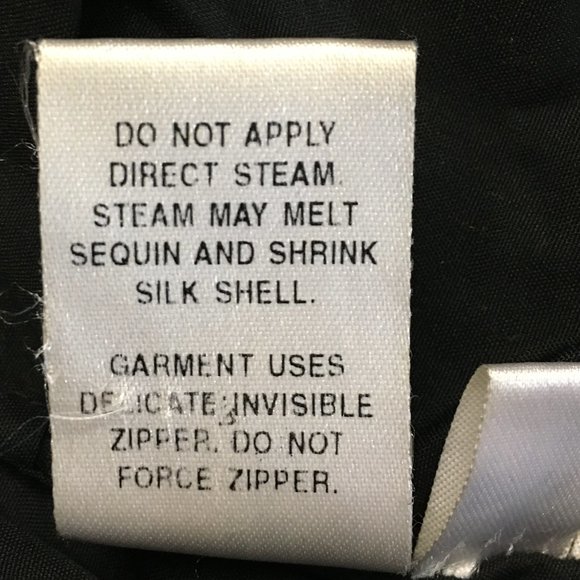 DO NOT APPLY
DIRECT STEAM.
STEAM MAY MELT
SEQUIN AND SHRINK
SILK SHELL.
GARMENT USES
DELICATE INVISIBLE
ZIPPER. DO NOT
FORCE ZIPPER.